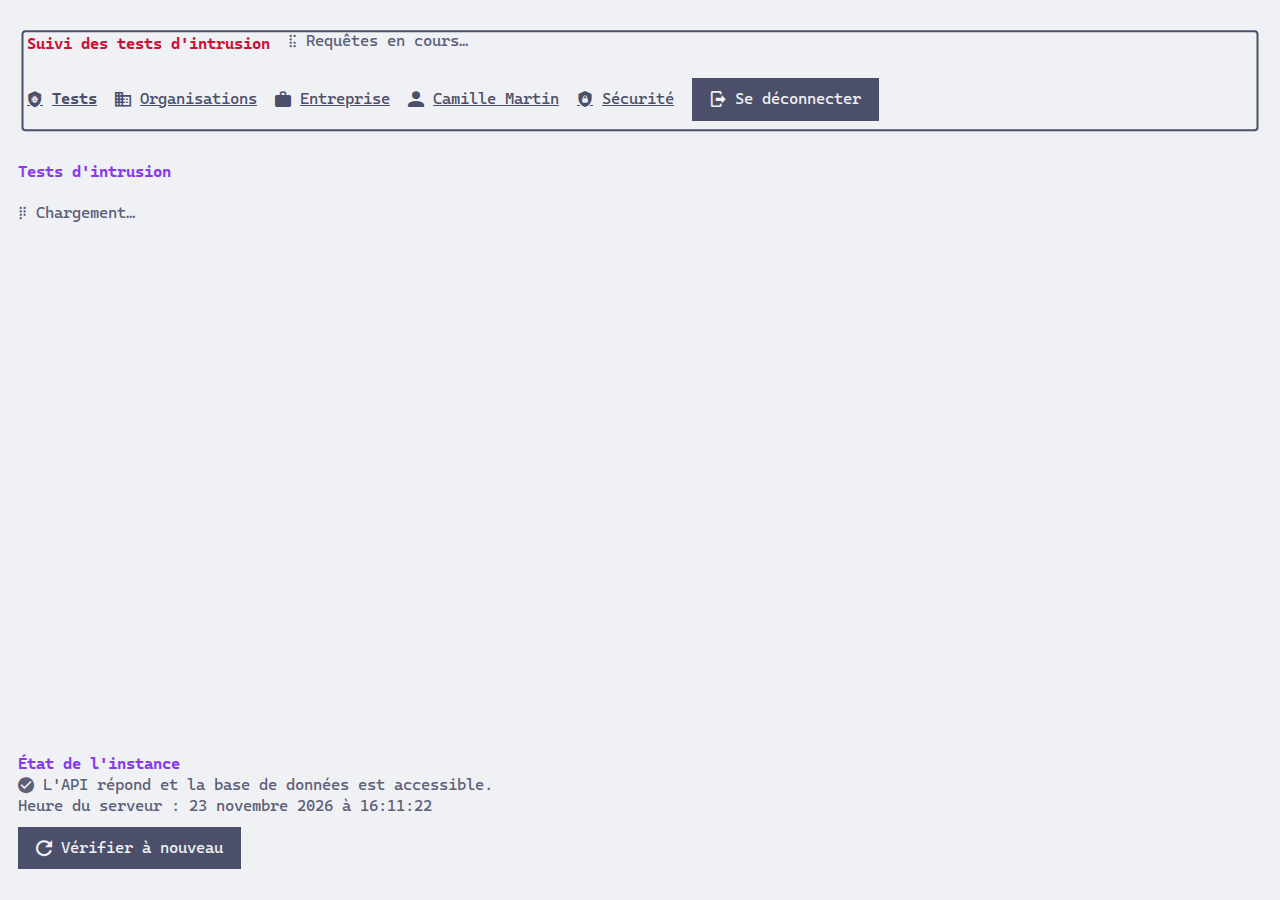 Suivi des tests d'intrusion
Requêtes en cours…
Tests Organisations Entreprise Camille Martin Sécurité Se déconnecter
Tests d'intrusion
Chargement…
État de l'instance
L'API répond et la base de données est accessible.
Heure du serveur : 23 novembre 2026 à 16:11:22
Vérifier à nouveau